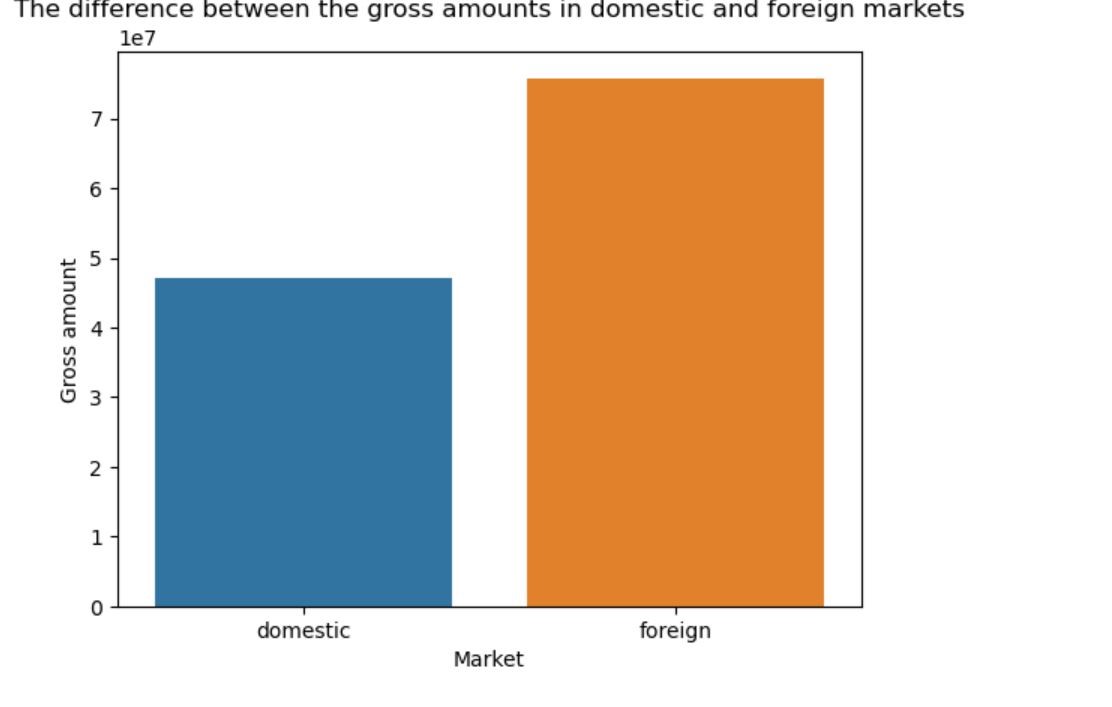 The difference between the gross amounts in domestic and foreign markets
1e7
7
6
5
4
3
2
1
0
Gross amount
domestic foreign
Market